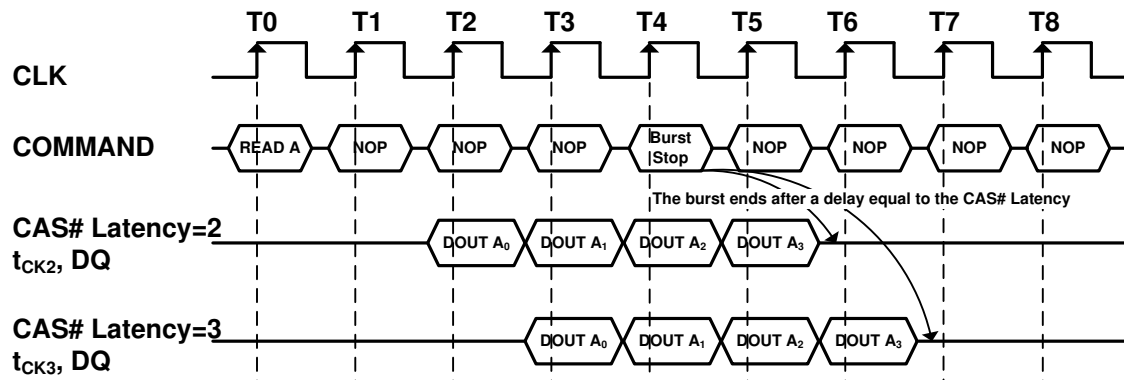 T0 T1 T2 T3 T4 T5 T6 T7 T8
CLK
COMMAND
READ A NOP NOP NOP Burst Stop NOP NOP NOP NOP
The burst ends after a delay equal to the CAS# Latency
CAS# Latency=2
tCK2, DQ
DOUT A0 DOUT A1 DOUT A2 DOUT A3
CAS# Latency=3
tCK3, DQ
DOUT A0 DOUT A1 DOUT A2 DOUT A3